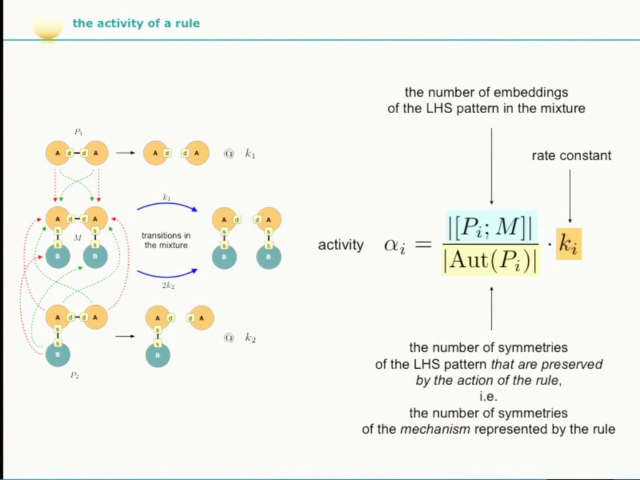 the activity of a rule
the number of embeddings
of the LHS pattern in the mixture
rate constant
P₁
A d d A
A d d A
@ k₁
k₁
A d d A
M
s s
s s
B B
transitions in
the mixture
A d d A
s s
s s
B B
2k₂
activity αᵢ = |[Pᵢ; M]| / |Aut(Pᵢ)| · kᵢ
A d d A
s
s
B
P₂
A d d A
s
s
B
@ k₂
the number of symmetries
of the LHS pattern that are preserved
by the action of the rule,
i.e.
the number of symmetries
of the mechanism represented by the rule